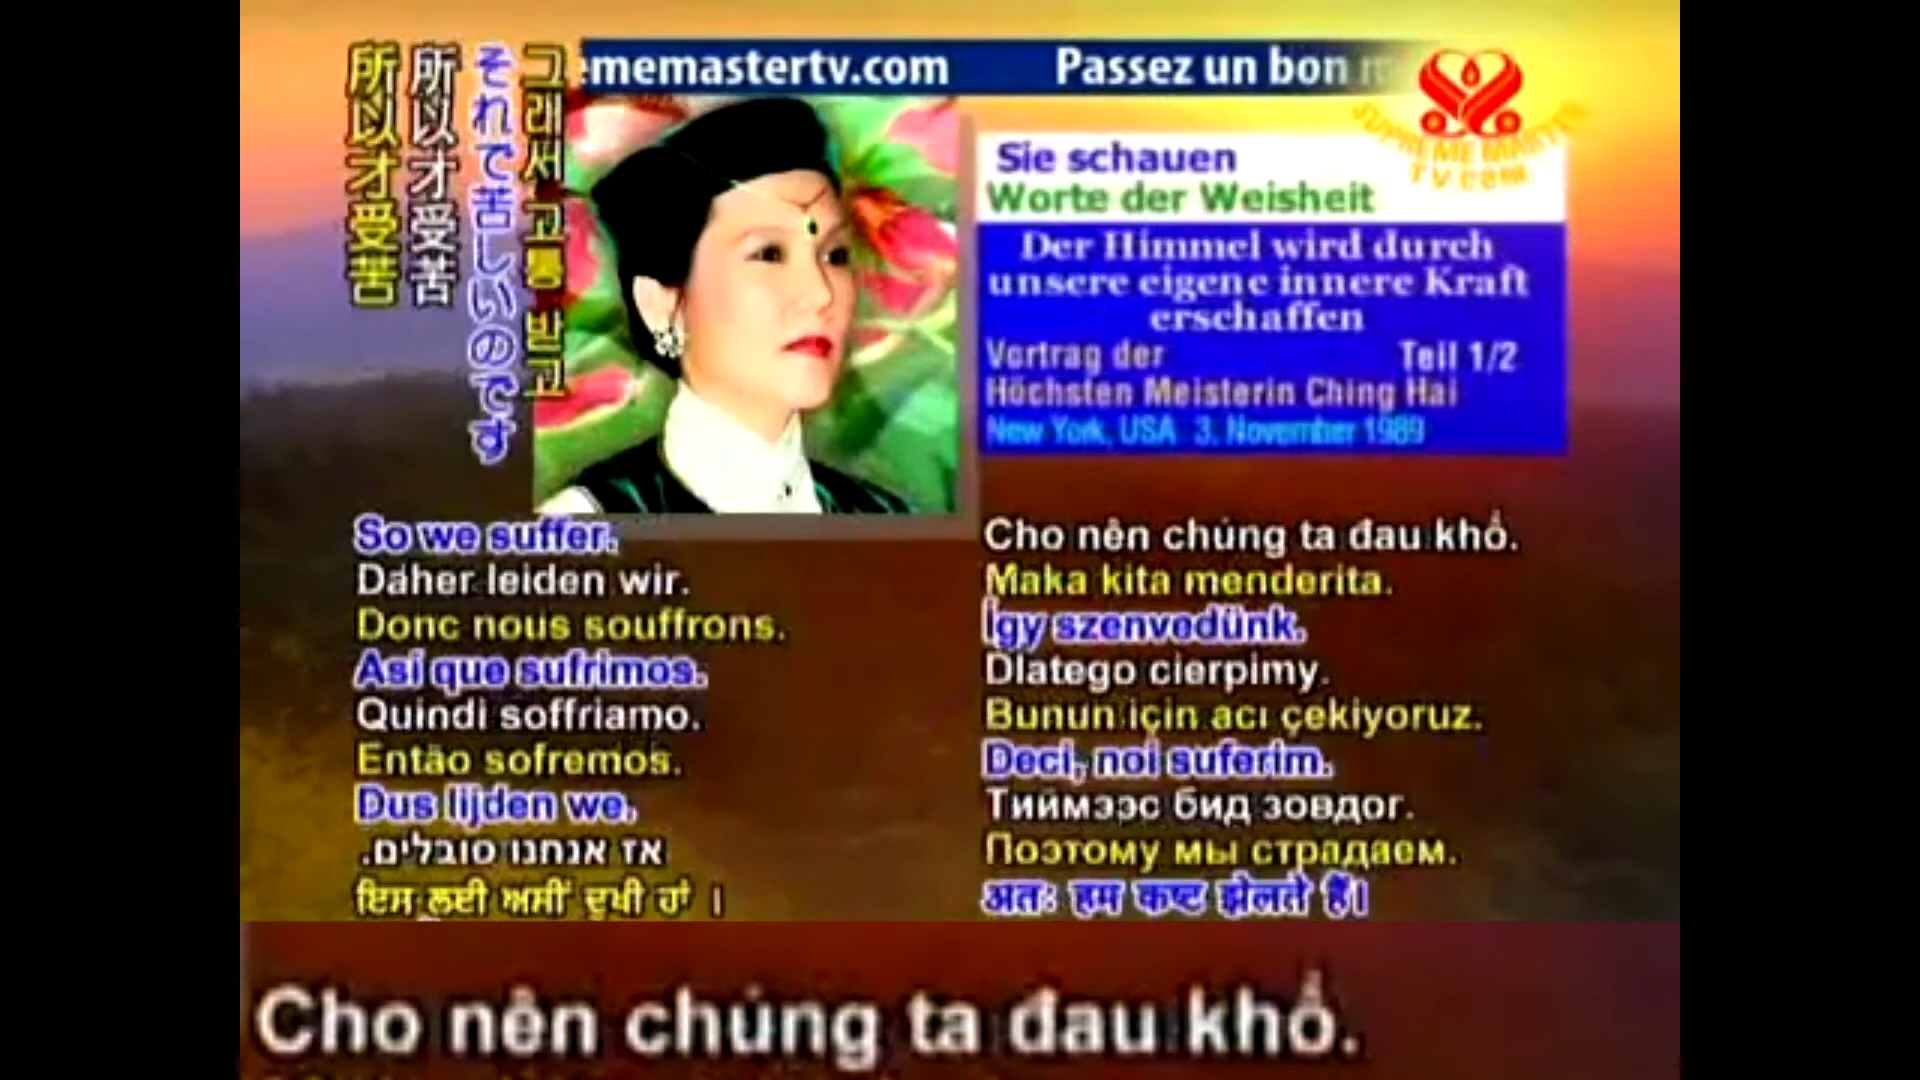 所以才受苦
所以才受苦
それで苦しいのです
그래서 고통 받고
emastertv.com
Passez un bon
SUPREME MASTER
TV.COM
Sie schauen
Worte der Weisheit
Der Himmel wird durch
unsere eigene innere Kraft
erschaffen
Vortrag der Teil 1/2
Höchsten Meisterin Ching Hai
New York, USA 3. November 1989
So we suffer.
Daher leiden wir.
Donc nous souffrons.
Así que sufrimos.
Quindi soffriamo.
Então sofremos.
Dus lijden we.
אז אנחנו סובלים.
ਇਸ ਲਈ ਅਸੀਂ ਦੁਖੀ ਹਾਂ ।
Cho nên chúng ta đau khổ.
Maka kita menderita.
Így szenvedünk.
Dlatego cierpimy.
Bunun için acı çekiyoruz.
Deci, noi suferim.
Тиймээс бид зовдог.
Поэтому мы страдаем.
अतः हम कष्ट झेलते हैं।
Cho nên chúng ta đau khổ.